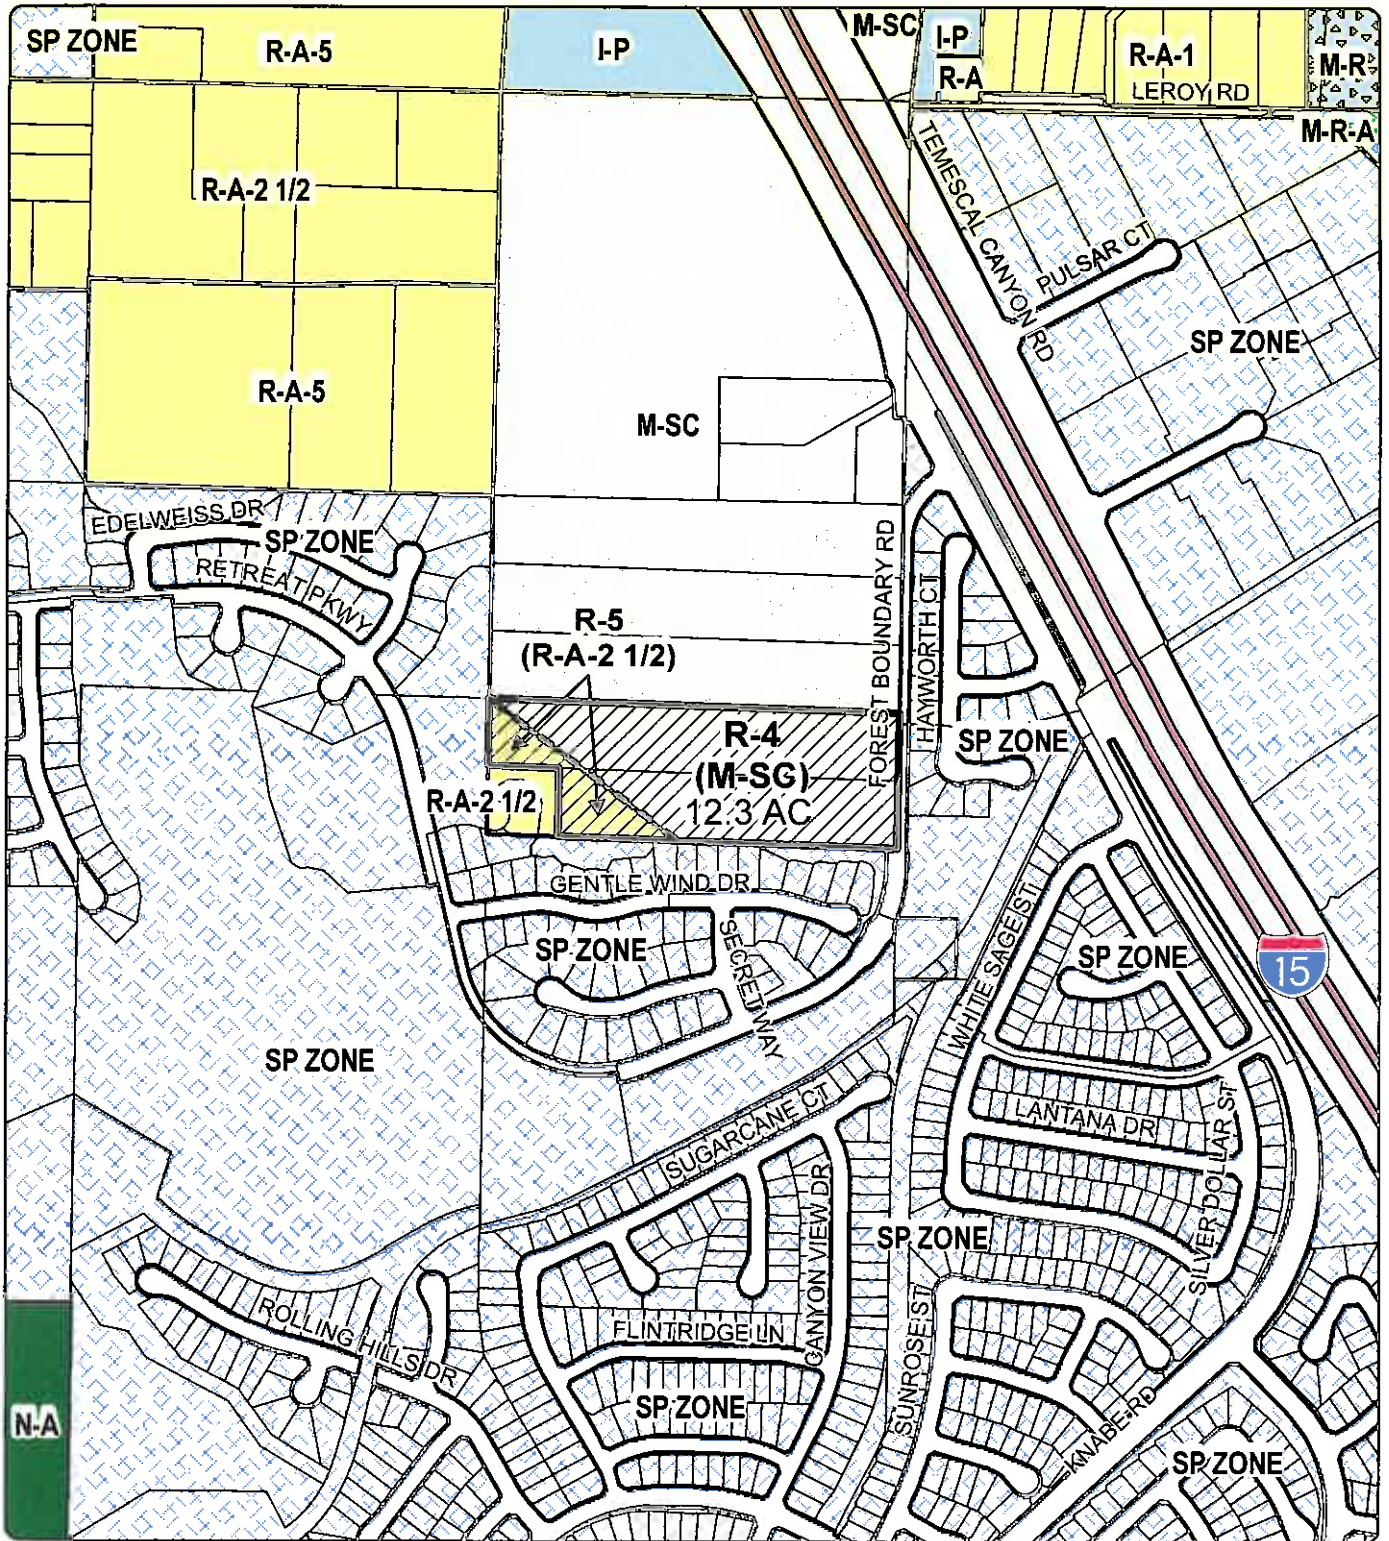 SP ZONE
R-A-5
I-P
M-SC
I-P
R-A
R-A-1
LEROY RD
M-R
M-R-A
TEMESCAL CANYON RD
PULSAR CT
R-A-2 1/2
SP ZONE
R-A-5
M-SC
EDELWEISS DR
SP ZONE
RETREAT PKWY
FOREST BOUNDARY RD
HAYWORTH CT
R-5
(R-A-2 1/2)
R-4
(M-SG)
12.3 AC
SP ZONE
R-A-2 1/2
GENTLE WIND DR
SECRET WAY
SP ZONE
WHITE SAGE ST
SP ZONE
15
SP ZONE
SUGARCANE CT
LANTANA DR
SILVER DOLLAR ST
CANYON VIEW DR
SP ZONE
ROLLING HILLS DR
FLINTRIDGE LN
SUNROSE ST
SP ZONE
KNABE RD
N-A
SP ZONE